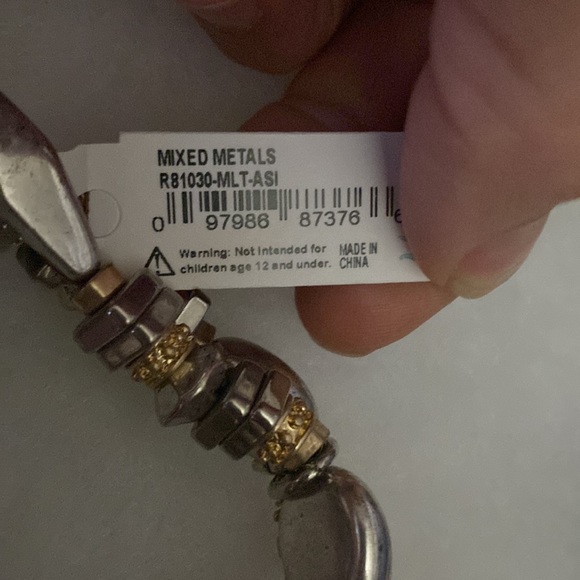 MIXED METALS
R81030-MLT-ASI
0 97986 87376 6
Warning: Not intended for
children age 12 and under.
MADE IN
CHINA